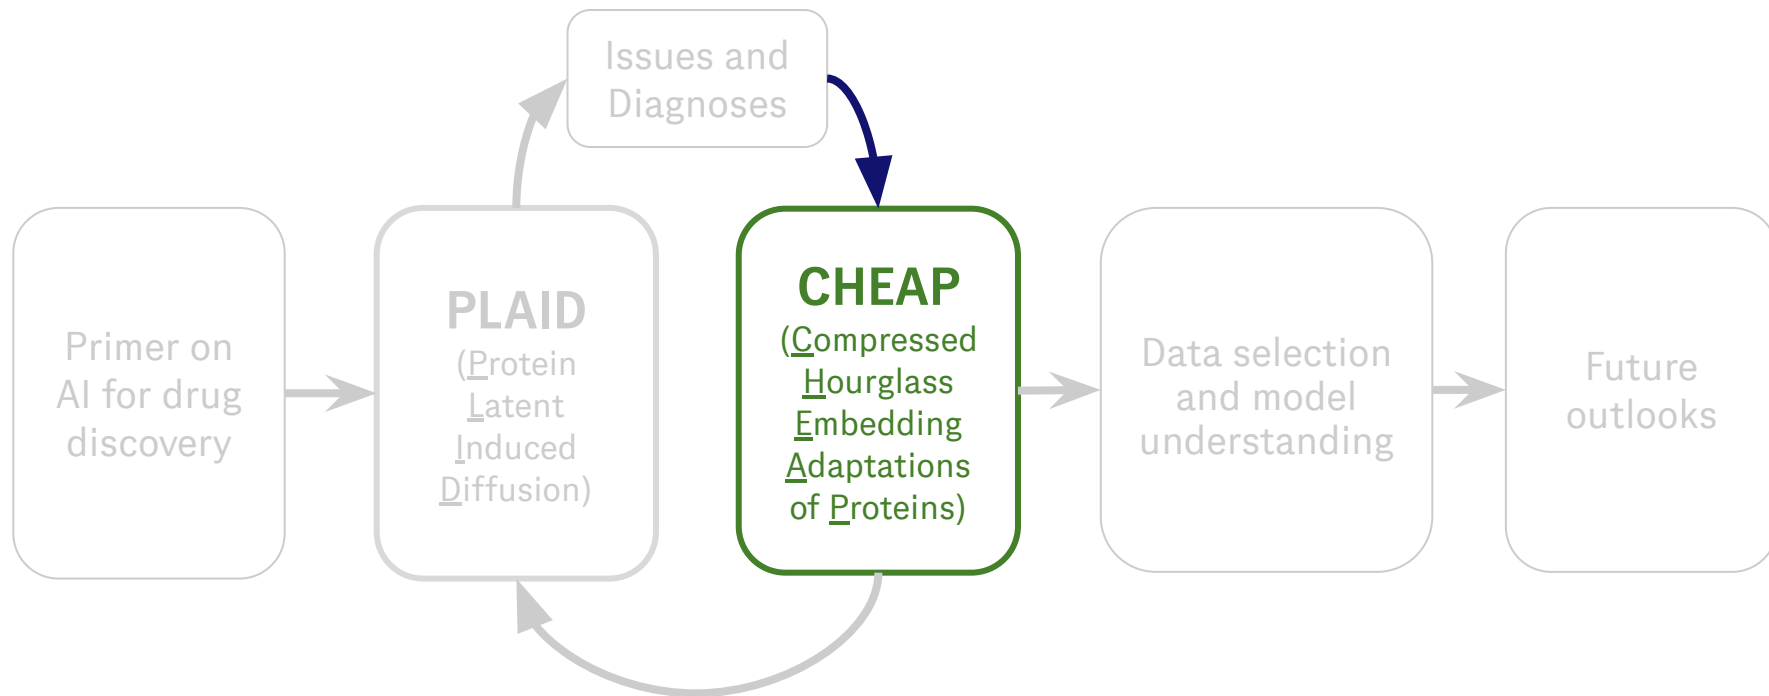 Issues and
Diagnoses
Primer on
AI for drug
discovery
PLAID
(Protein
Latent
Induced
Diffusion)
CHEAP
(Compressed
Hourglass
Embedding
Adaptations
of Proteins)
Data selection
and model
understanding
Future
outlooks